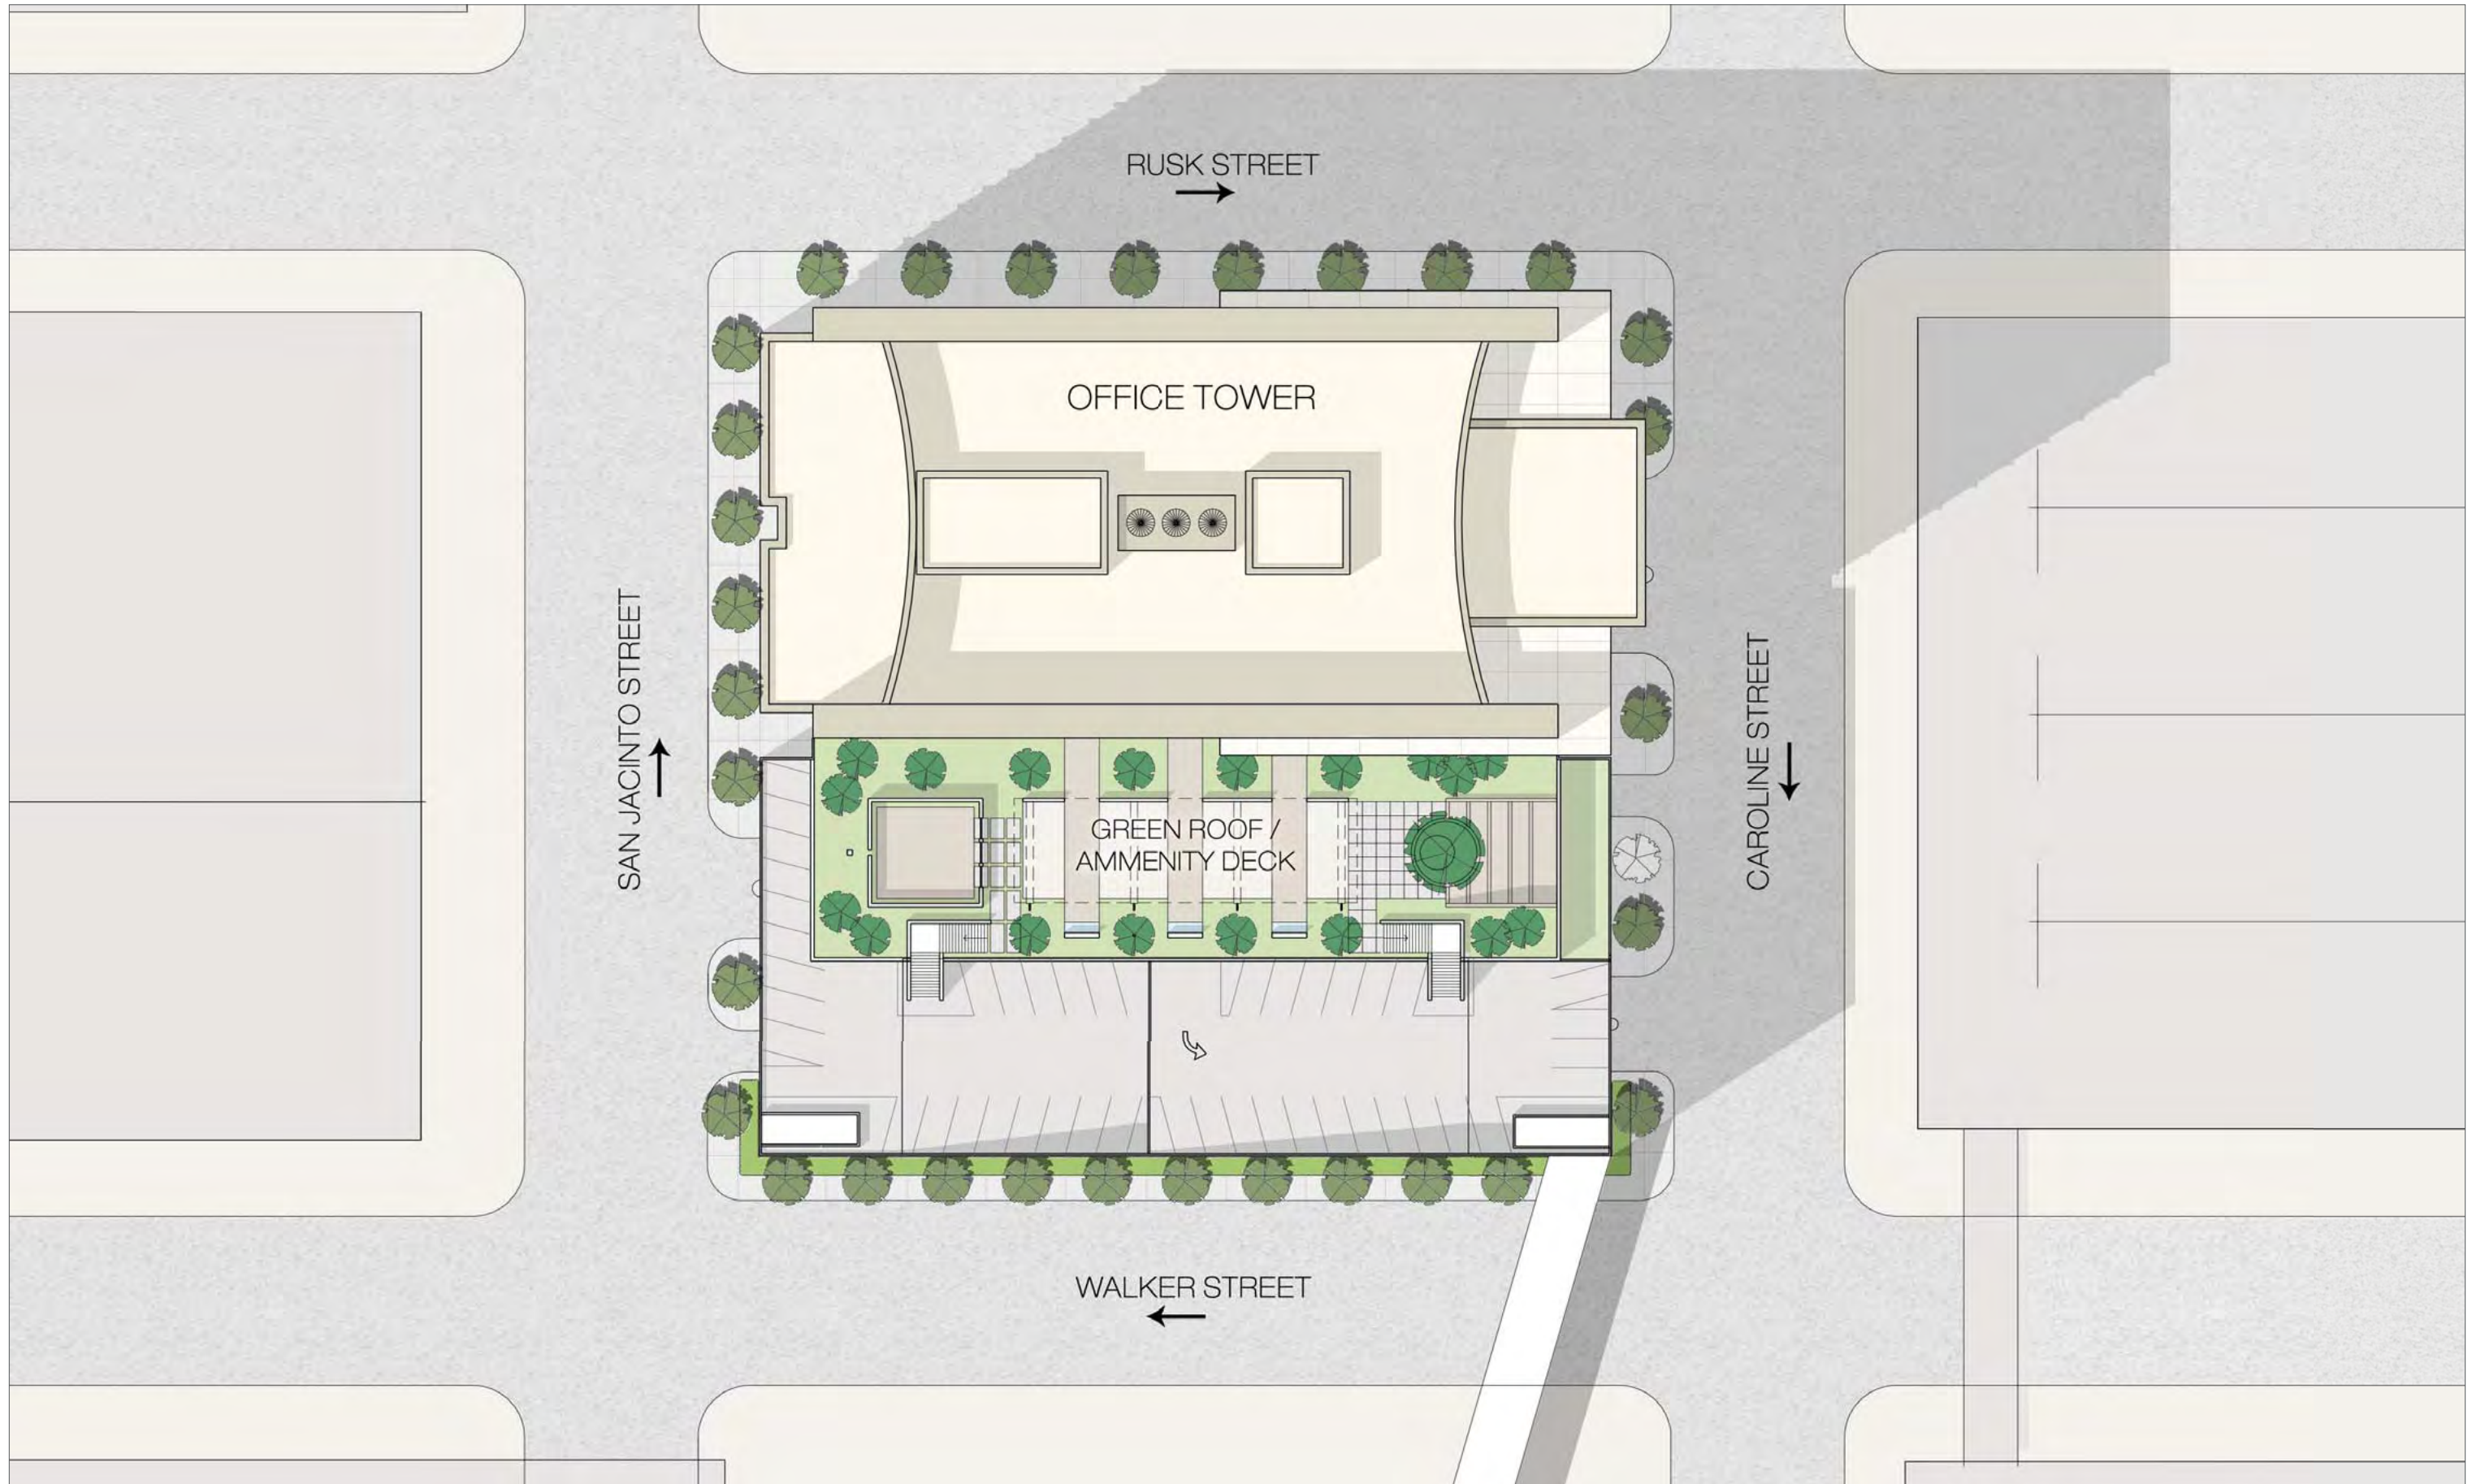 RUSK STREET
OFFICE TOWER
SAN JACINTO STREET
CAROLINE STREET
GREEN ROOF /
AMMENITY DECK
WALKER STREET